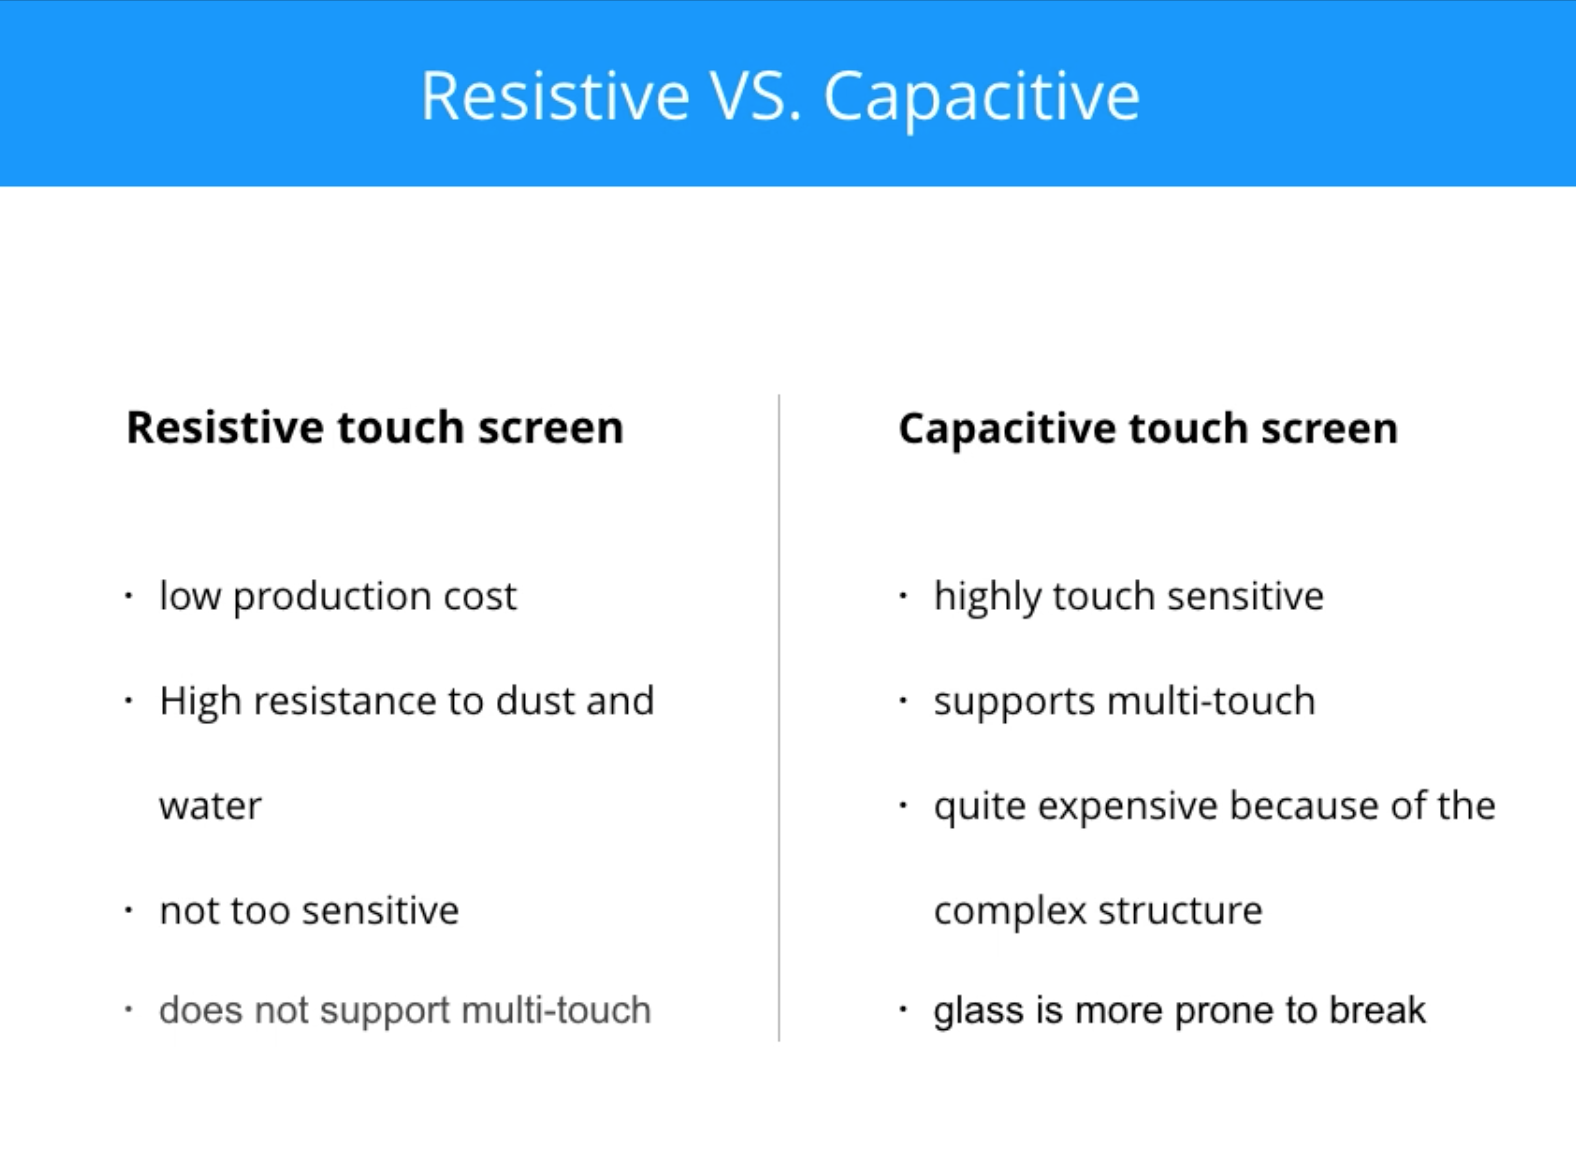 Resistive VS. Capacitive
Resistive touch screen
· low production cost
· High resistance to dust and
water
· not too sensitive
· does not support multi-touch
Capacitive touch screen
· highly touch sensitive
· supports multi-touch
· quite expensive because of the
complex structure
· glass is more prone to break